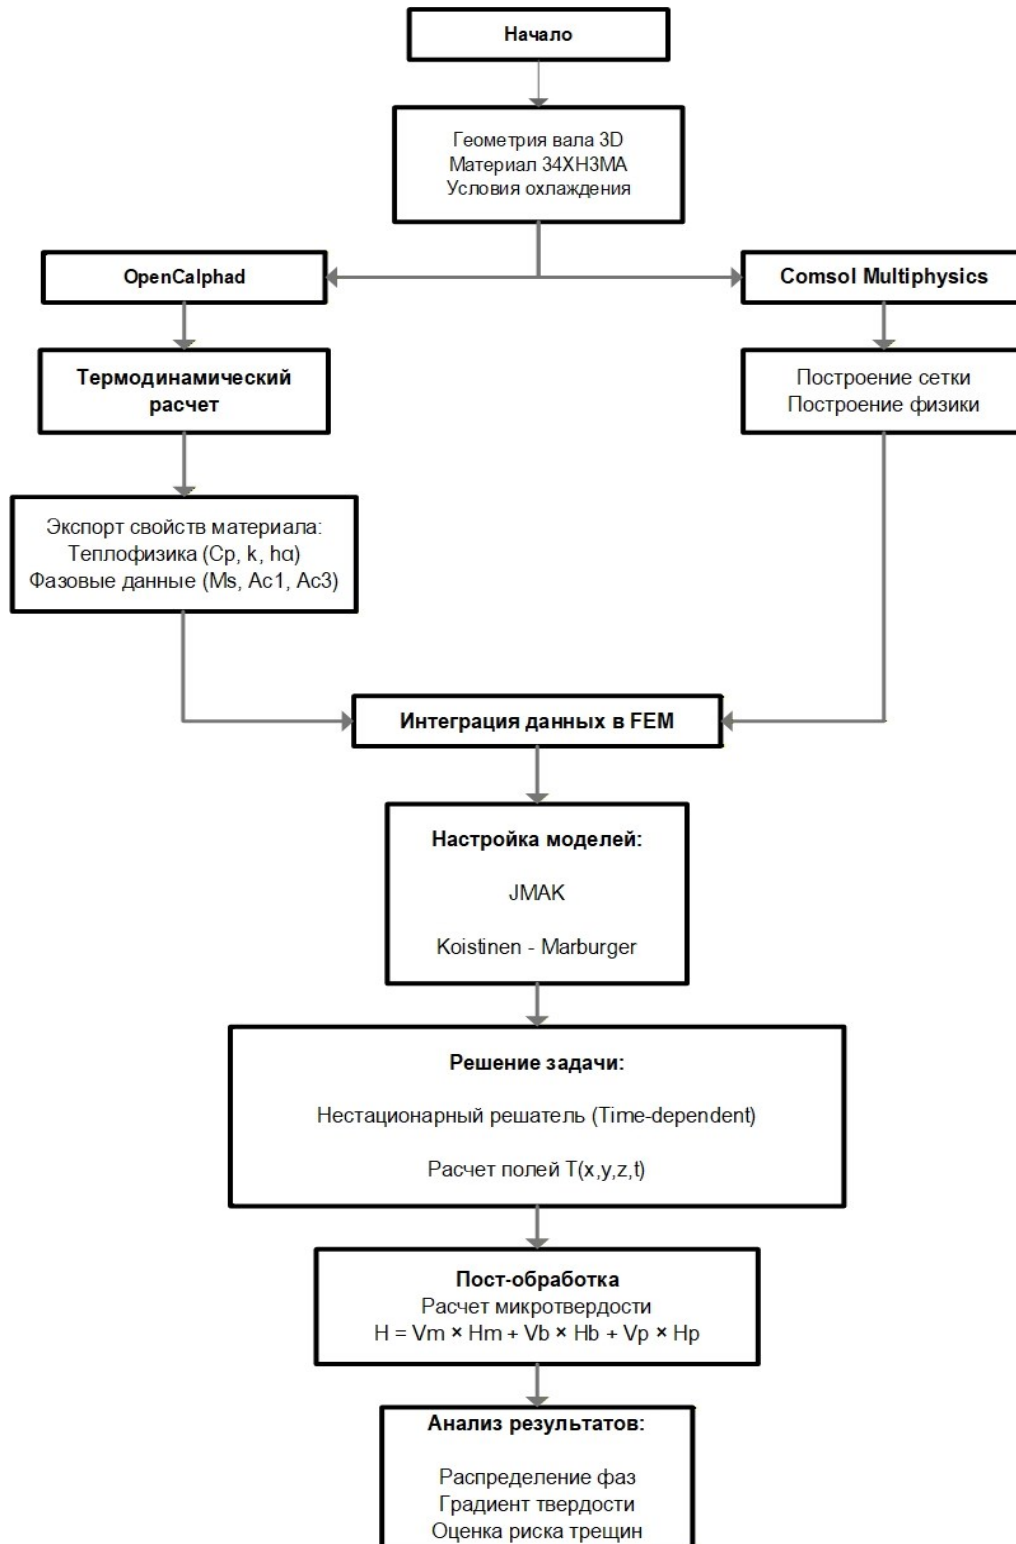 Начало
Геометрия вала 3D
Материал 34ХН3МА
Условия охлаждения
OpenCalphad
Comsol Multiphysics
Термодинамический
расчет
Построение сетки
Построение физики
Экспорт свойств материала:
Теплофизика (Cp, k, hα)
Фазовые данные (Ms, Ac1, Ac3)
Интеграция данных в FEM
Настройка моделей:
JMAK
Koistinen - Marburger
Решение задачи:
Нестационарный решатель (Time-dependent)
Расчет полей T(x,y,z,t)
Пост-обработка
Расчет микротвердости
H = Vm × Hm + Vb × Hb + Vp × Hp
Анализ результатов:
Распределение фаз
Градиент твердости
Оценка риска трещин